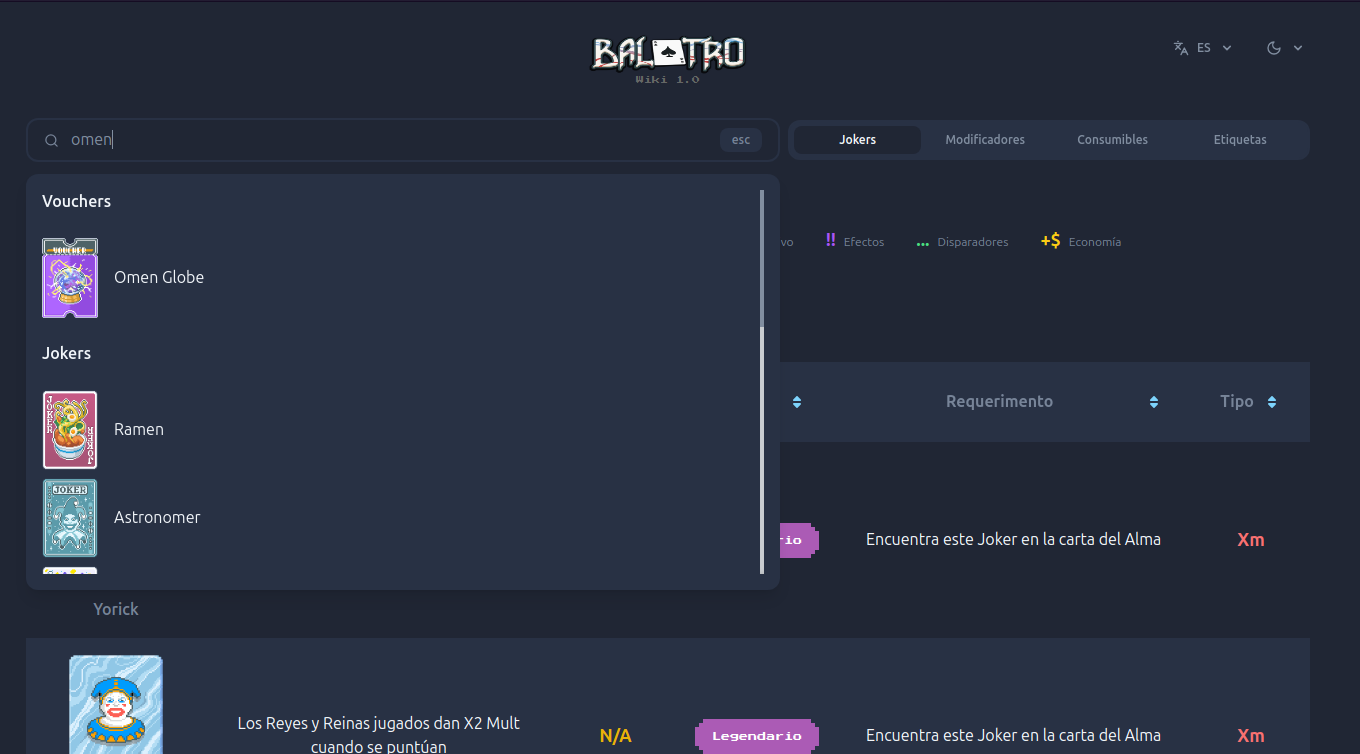 BALATRO
Wiki 1.0
ES
omen
esc
Jokers
Modificadores
Consumibles
Etiquetas
Vouchers
VOUCHER
Omen Globe
Jokers
JOKER
JOKER
Ramen
JOKER
Astronomer
vo
!! Efectos
... Disparadores
+$ Economía
Requerimento
Tipo
rio
Encuentra este Joker en la carta del Alma
Xm
Yorick
Los Reyes y Reinas jugados dan X2 Mult
cuando se puntúan
N/A
Legendario
Encuentra este Joker en la carta del Alma
Xm